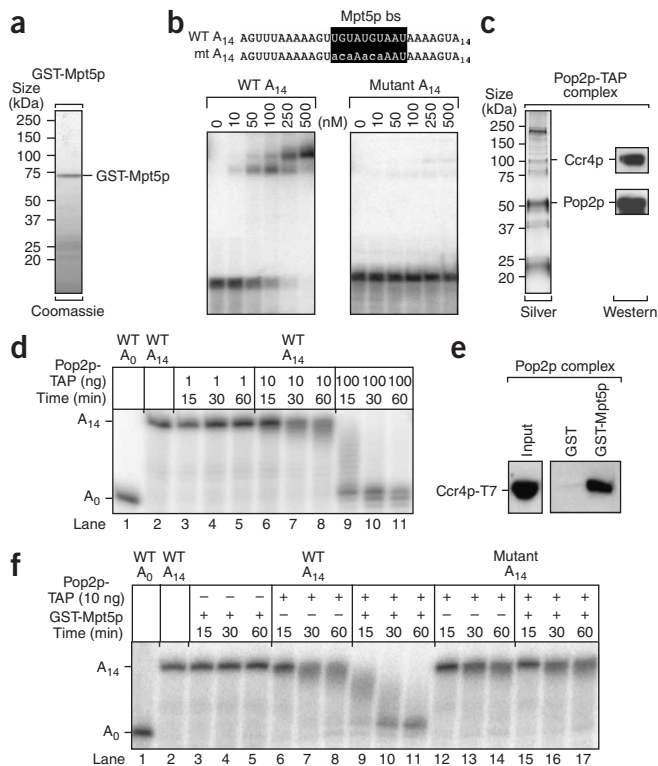 a
GST-Mpt5p
Size
(kDa)
250
150
100
75
50
37
25
20
GST-Mpt5p
Coomassie
b
Mpt5p bs
WT A14 AGUUUAAAAAGUUGUAUGUAAUAAAAGUA14
mt A14 AGUUUAAAAAGUacaAacaAAUAAAAGUA14
WT A14
Mutant A14
0 10 50 100 250 500 (nM) 0 10 50 100 250 500
c
Pop2p-TAP
complex
Size
(kDa)
250
150
100
75
50
37
25
20
Ccr4p
Pop2p
Silver
Western
d
WT A0
WT A14
WT A14
Pop2p-
TAP (ng) 1 1 1 10 10 10 100 100 100
Time (min) 15 30 60 15 30 60 15 30 60
A14
A0
Lane 1 2 3 4 5 6 7 8 9 10 11
e
Pop2p complex
Input
GST
GST-Mpt5p
Ccr4p-T7
f
WT A0
WT A14
WT A14
Mutant A14
Pop2p-
TAP (10 ng) – – – + + + + + + + + + + + +
GST-Mpt5p + + + – – – + + + – – – + + +
Time (min) 15 30 60 15 30 60 15 30 60 15 30 60 15 30 60
A14
A0
Lane 1 2 3 4 5 6 7 8 9 10 11 12 13 14 15 16 17